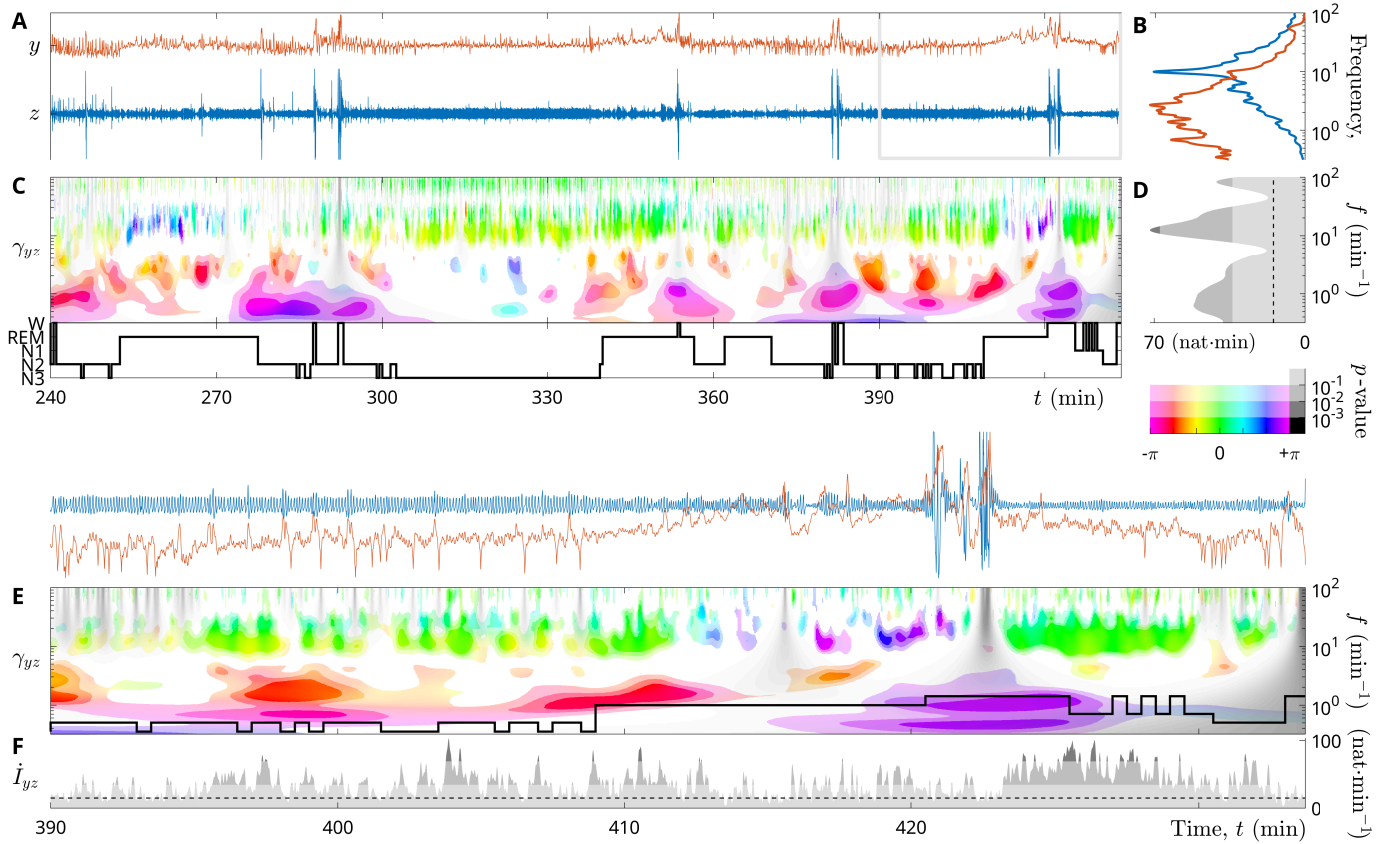 A
y
z
B
10² 10¹ 10⁰
Frequency,
C
γyz
W
REM
N1
N2
N3
240 270 300 330 360 390 t (min)
D
10² 10¹ 10⁰
f (min⁻¹)
70 (nat·min) 0
10⁻¹
10⁻²
10⁻³
p-value
-π 0 +π
E
γyz
10² 10¹ 10⁰
f (min⁻¹)
F
İyz
100
0
(nat·min⁻¹)
390 400 410 420 Time, t (min)